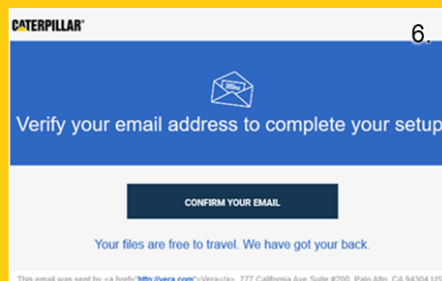 CATERPILLAR®
6.
Verify your email address to complete your setup
CONFIRM YOUR EMAIL
Your files are free to travel. We have got your back.
This email was sent by <a href="http://vera.com">Vera</a>, 777 California Ave Suite #200, Palo Alto, CA 94304 US